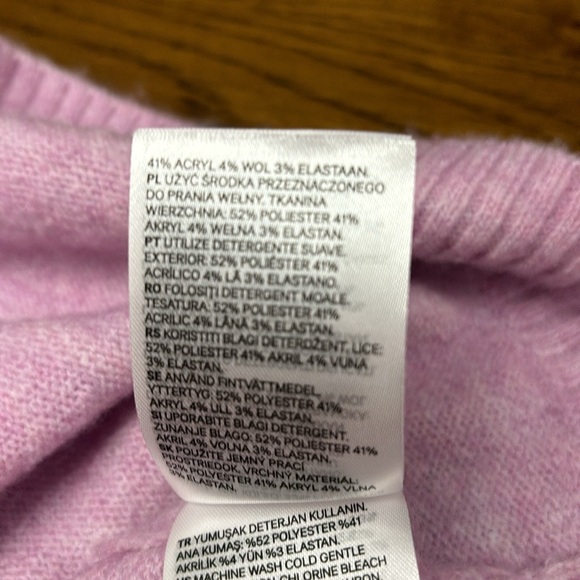 41% ACRYL 4% WOL 3% ELASTAAN.
PL UŻYĆ ŚRODKA PRZEZNACZONEGO
DO PRANIA WEŁNY. TKANINA
WIERZCHNIA: 52% POLIESTER 41%
AKRYL 4% WEŁNA 3% ELASTAN.
PT UTILIZE DETERGENTE SUAVE.
EXTERIOR: 52% POLIÉSTER 41%
ACRÍLICO 4% LÃ 3% ELASTANO.
RO FOLOSIȚI DETERGENT MOALE.
TESATURA: 52% POLIESTER 41%
ACRILIC 4% LÂNĂ 3% ELASTAN.
RS KORISTITI BLAGI DETERDŽENT. LICE:
52% POLIESTER 41% AKRIL 4% VUNA
3% ELASTAN.
SE ANVÄND FINTVÄTTMEDEL.
YTTERTYG: 52% POLYESTER 41%
AKRYL 4% ULL 3% ELASTAN.
SI UPORABITE BLAGI DETERGENT.
ZUNANJE BLAGO: 52% POLIESTER 41%
AKRIL 4% VOLNA 3% ELASTAN.
SK POUŽITE JEMNÝ PRACÍ
PROSTRIEDOK. VRCHNÝ MATERIÁL:
52% POLYESTER 41% AKRYL 4% VLNA
3% ELASTAN.
TR YUMUŞAK DETERJAN KULLANIN.
ANA KUMAŞ: %52 POLYESTER %41
AKRİLİK %4 YÜN %3 ELASTAN.
US MACHINE WASH COLD GENTLE
CHLORINE BLEACH